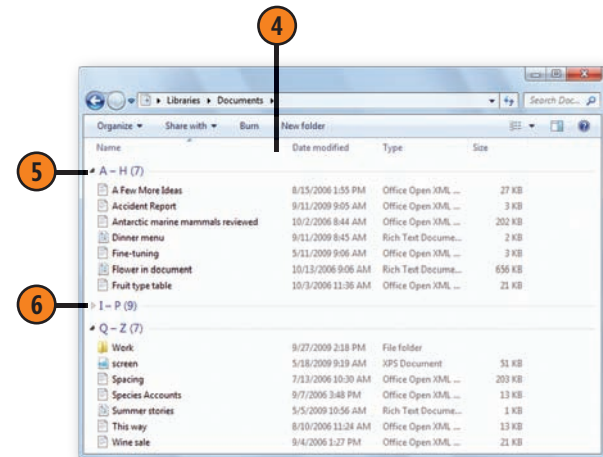 4
Libraries ▸ Documents ▸ Search Doc...
Organize Share with Burn New folder
Name Date modified Type Size
5
A – H (7)
A Few More Ideas 8/15/2006 1:55 PM Office Open XML ... 27 KB
Accident Report 9/11/2009 9:05 AM Office Open XML ... 3 KB
Antarctic marine mammals reviewed 10/2/2006 8:44 AM Office Open XML ... 202 KB
Dinner menu 9/11/2009 8:45 AM Rich Text Docume... 2 KB
Fine-tuning 5/11/2009 9:06 AM Office Open XML ... 3 KB
Flower in document 10/13/2006 9:06 AM Rich Text Docume... 656 KB
Fruit type table 10/3/2006 11:36 AM Office Open XML ... 21 KB
6
I – P (9)
Q – Z (7)
Work 9/27/2009 2:18 PM File folder
screen 5/18/2009 9:19 AM XPS Document 51 KB
Spacing 7/13/2006 10:30 AM Office Open XML ... 203 KB
Species Accounts 9/7/2006 3:48 PM Office Open XML ... 13 KB
Summer stories 5/5/2009 10:56 AM Rich Text Docume... 1 KB
This way 8/10/2006 11:24 AM Office Open XML ... 13 KB
Wine sale 9/4/2006 1:27 PM Office Open XML ... 21 KB